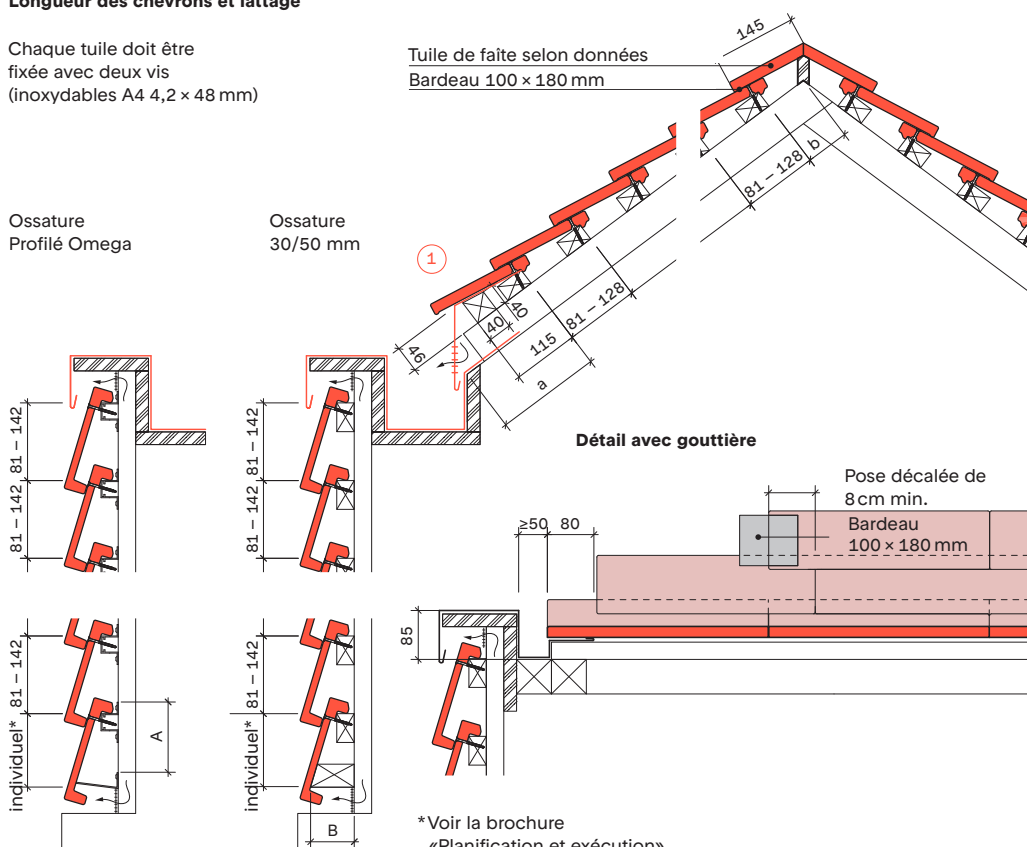 Longueur des chevrons et lattage
Chaque tuile doit être
fixée avec deux vis
(inoxydables A4 4,2 × 48 mm)
145
Tuile de faîte selon données
Bardeau 100 × 180 mm
b
81 – 128
Ossature
Profilé Omega
Ossature
30/50 mm
1
40
40
46
81 – 128
115
a
81 – 142
81 – 142
81 – 142
81 – 142
Détail avec gouttière
Pose décalée de
8 cm min.
Bardeau
100 × 180 mm
≥50
80
85
81 – 142
individuel*
A
81 – 142
individuel*
B
*Voir la brochure
«Planification et exécution»